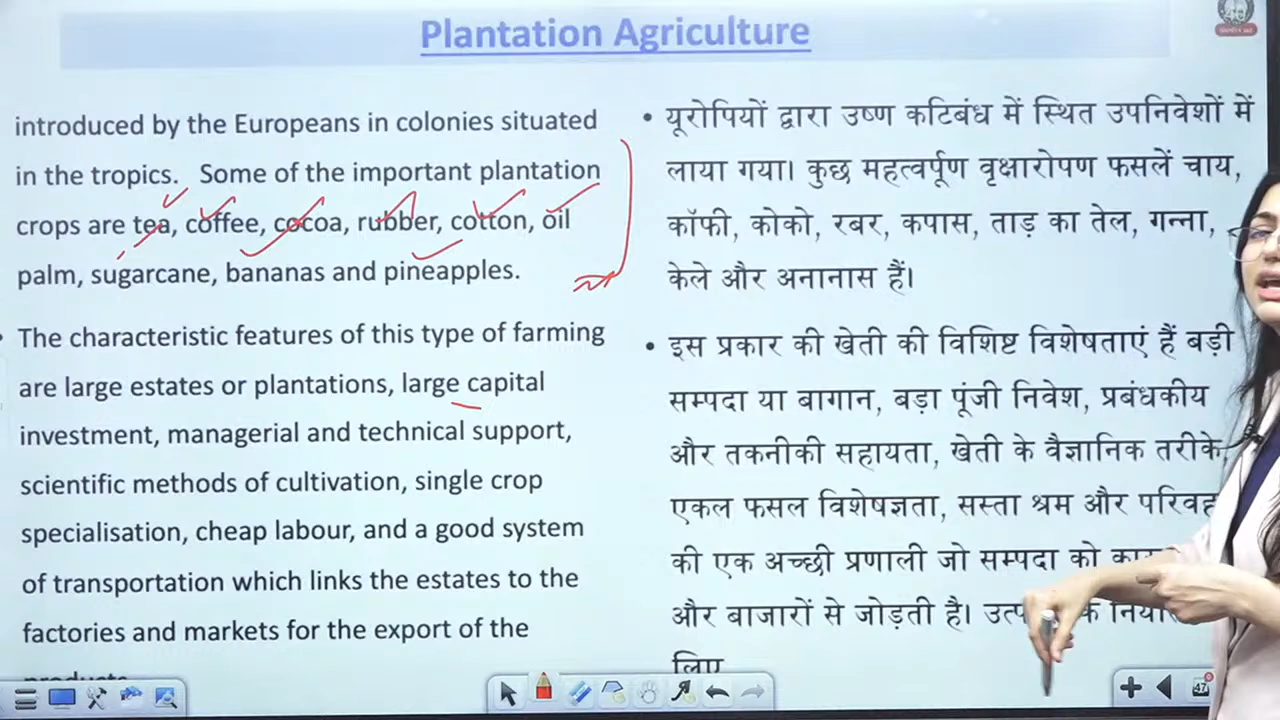 Plantation Agriculture
introduced by the Europeans in colonies situated
in the tropics. Some of the important plantation
crops are tea, coffee, cocoa, rubber, cotton, oil
palm, sugarcane, bananas and pineapples.
The characteristic features of this type of farming
are large estates or plantations, large capital
investment, managerial and technical support,
scientific methods of cultivation, single crop
specialisation, cheap labour, and a good system
of transportation which links the estates to the
factories and markets for the export of the
products
• यूरोपियों द्वारा उष्ण कटिबंध में स्थित उपनिवेशों में
लाया गया। कुछ महत्वपूर्ण वृक्षारोपण फसलें चाय,
कॉफी, कोको, रबर, कपास, ताड़ का तेल, गन्ना,
केले और अनानास हैं।
• इस प्रकार की खेती की विशिष्ट विशेषताएं हैं बड़ी
सम्पदा या बागान, बड़ा पूंजी निवेश, प्रबंधकीय
और तकनीकी सहायता, खेती के वैज्ञानिक तरीके
एकल फसल विशेषज्ञता, सस्ता श्रम और
की एक अच्छी प्रणाली जो सम्पदा को
और बाजारों से जोड़ती है।
लिए
47